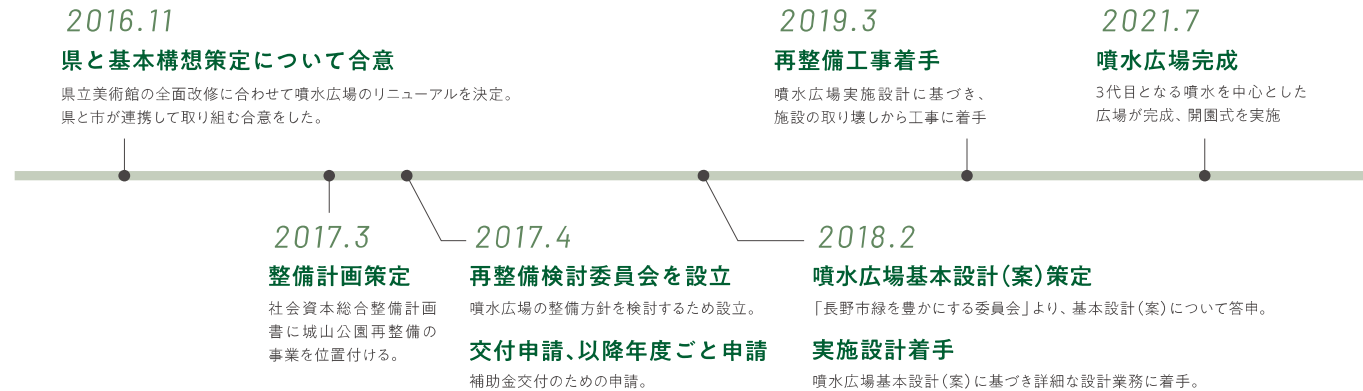 2016.11
県と基本構想策定について合意
県立美術館の全面改修に合わせて噴水広場のリニューアルを決定。
県と市が連携して取り組む合意をした。
2019.3
再整備工事着手
噴水広場実施設計に基づき、
施設の取り壊しから工事に着手
2021.7
噴水広場完成
3代目となる噴水を中心とした
広場が完成、開園式を実施
2017.3
整備計画策定
社会資本総合整備計画
書に城山公園再整備の
事業を位置付ける。
2017.4
再整備検討委員会を設立
噴水広場の整備方針を検討するため設立。
交付申請、以降年度ごと申請
補助金交付のための申請。
2018.2
噴水広場基本設計（案）策定
「長野市緑を豊かにする委員会」より、基本設計（案）について答申。
実施設計着手
噴水広場基本設計（案）に基づき詳細な設計業務に着手。